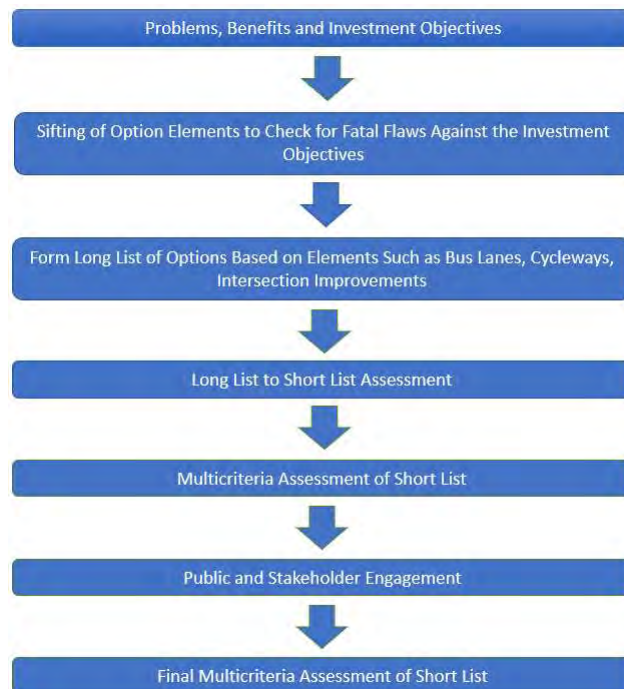 Problems, Benefits and Investment Objectives
Sifting of Option Elements to Check for Fatal Flaws Against the Investment
Objectives
Form Long List of Options Based on Elements Such as Bus Lanes, Cycleways,
Intersection Improvements
Long List to Short List Assessment
Multicriteria Assessment of Short List
Public and Stakeholder Engagement
Final Multicriteria Assessment of Short List